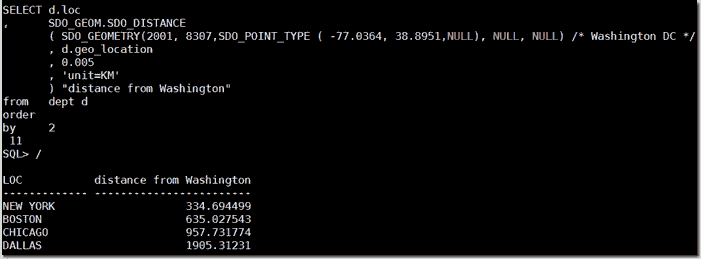 SELECT d.loc
,      SDO_GEOM.SDO_DISTANCE
       ( SDO_GEOMETRY(2001, 8307,SDO_POINT_TYPE ( -77.0364, 38.8951,NULL), NULL, NULL) /* Washington DC */
       , d.geo_location
       , 0.005
       , 'unit=KM'
       ) "distance from Washington"
from   dept d
order
by     2
 11
SQL> /
LOC           distance from Washington
------------- ------------------------
NEW YORK                    334.694499
BOSTON                      635.027543
CHICAGO                     957.731774
DALLAS                      1905.31231